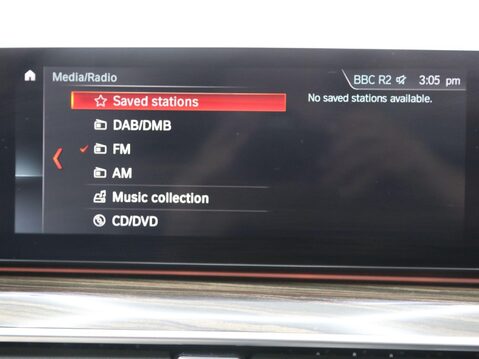 Media/Radio
BBC R2 3:05 pm
Saved stations
No saved stations available.
DAB/DMB
FM
AM
Music collection
CD/DVD